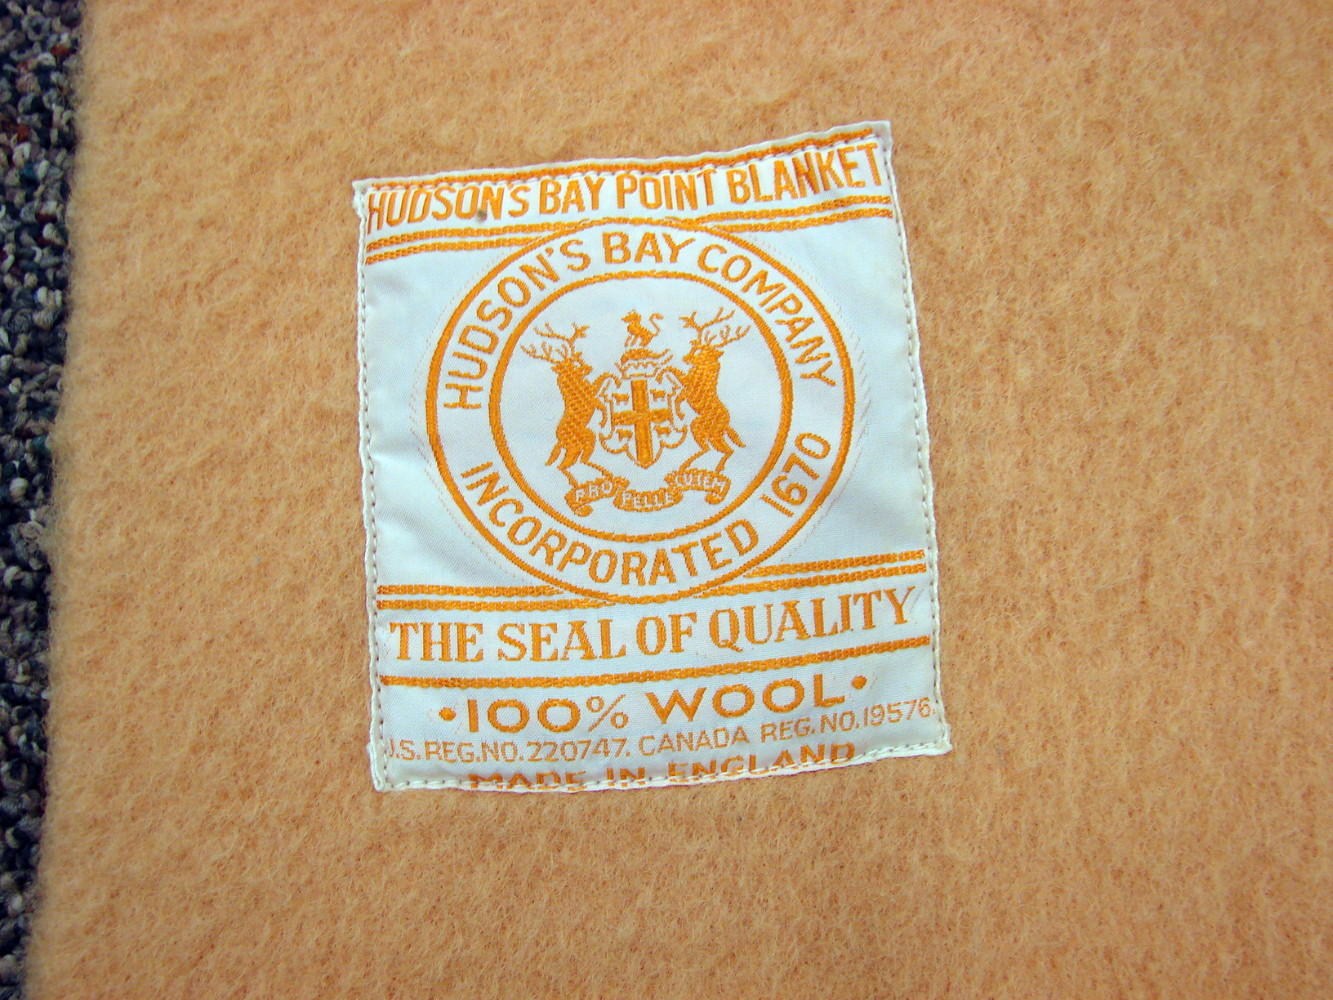 HUDSON'S BAY POINT BLANKET
HUDSON'S BAY COMPANY
INCORPORATED 1670
PRO PELLE CUTEM
THE SEAL OF QUALITY
•100% WOOL•
U.S. REG. NO. 220747. CANADA REG. NO. 19576.
MADE IN ENGLAND